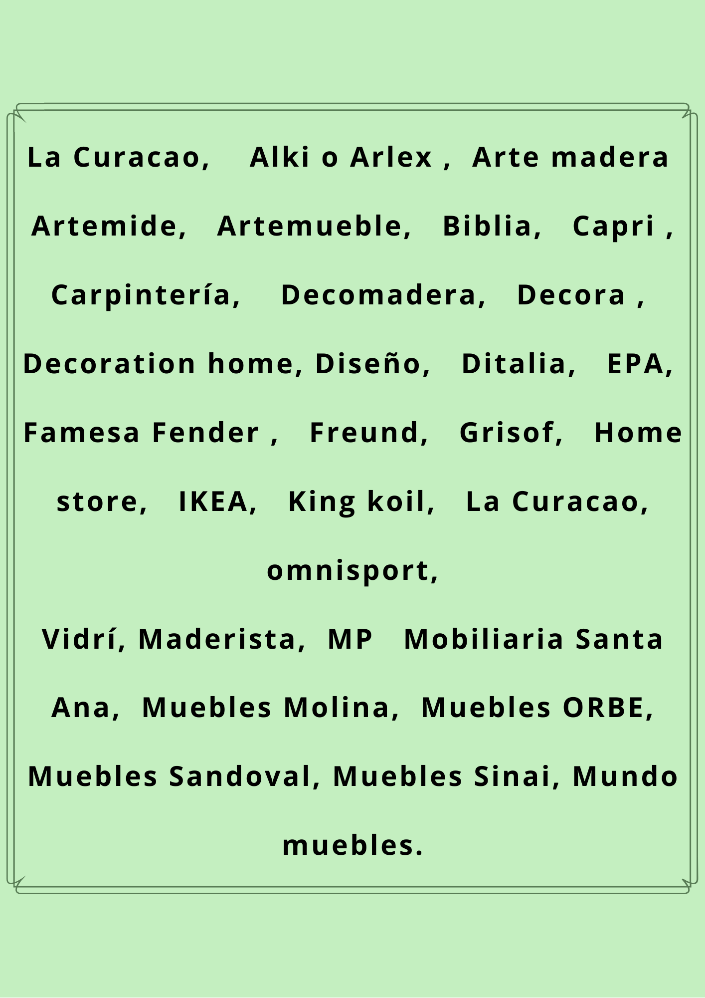 La Curacao, Alki o Arlex , Arte madera
Artemide, Artemueble, Biblia, Capri ,
Carpintería, Decomadera, Decora ,
Decoration home, Diseño, Ditalia, EPA,
Famesa Fender , Freund, Grisof, Home
store, IKEA, King koil, La Curacao,
omnisport,
Vidrí, Maderista, MP Mobiliaria Santa
Ana, Muebles Molina, Muebles ORBE,
Muebles Sandoval, Muebles Sinai, Mundo
muebles.